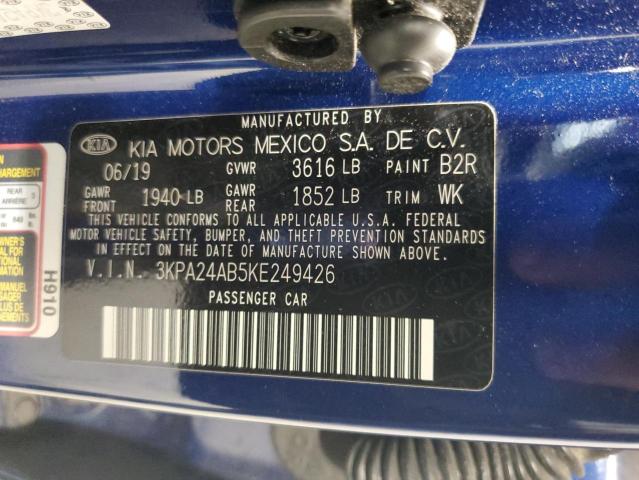 MANUFACTURED BY
KIA KIA MOTORS MEXICO S.A. DE C.V.
06/19 GVWR 3616 LB PAINT B2R
GAWR FRONT 1940 LB GAWR REAR 1852 LB TRIM WK
THIS VEHICLE CONFORMS TO ALL APPLICABLE U.S.A. FEDERAL
MOTOR VEHICLE SAFETY, BUMPER, AND THEFT PREVENTION STANDARDS
IN EFFECT ON THE DATE OF MANUFACTURE SHOWN ABOVE.
V.I.N. 3KPA24AB5KE249426
PASSENGER CAR
H910
REAR
ARRIÈRE